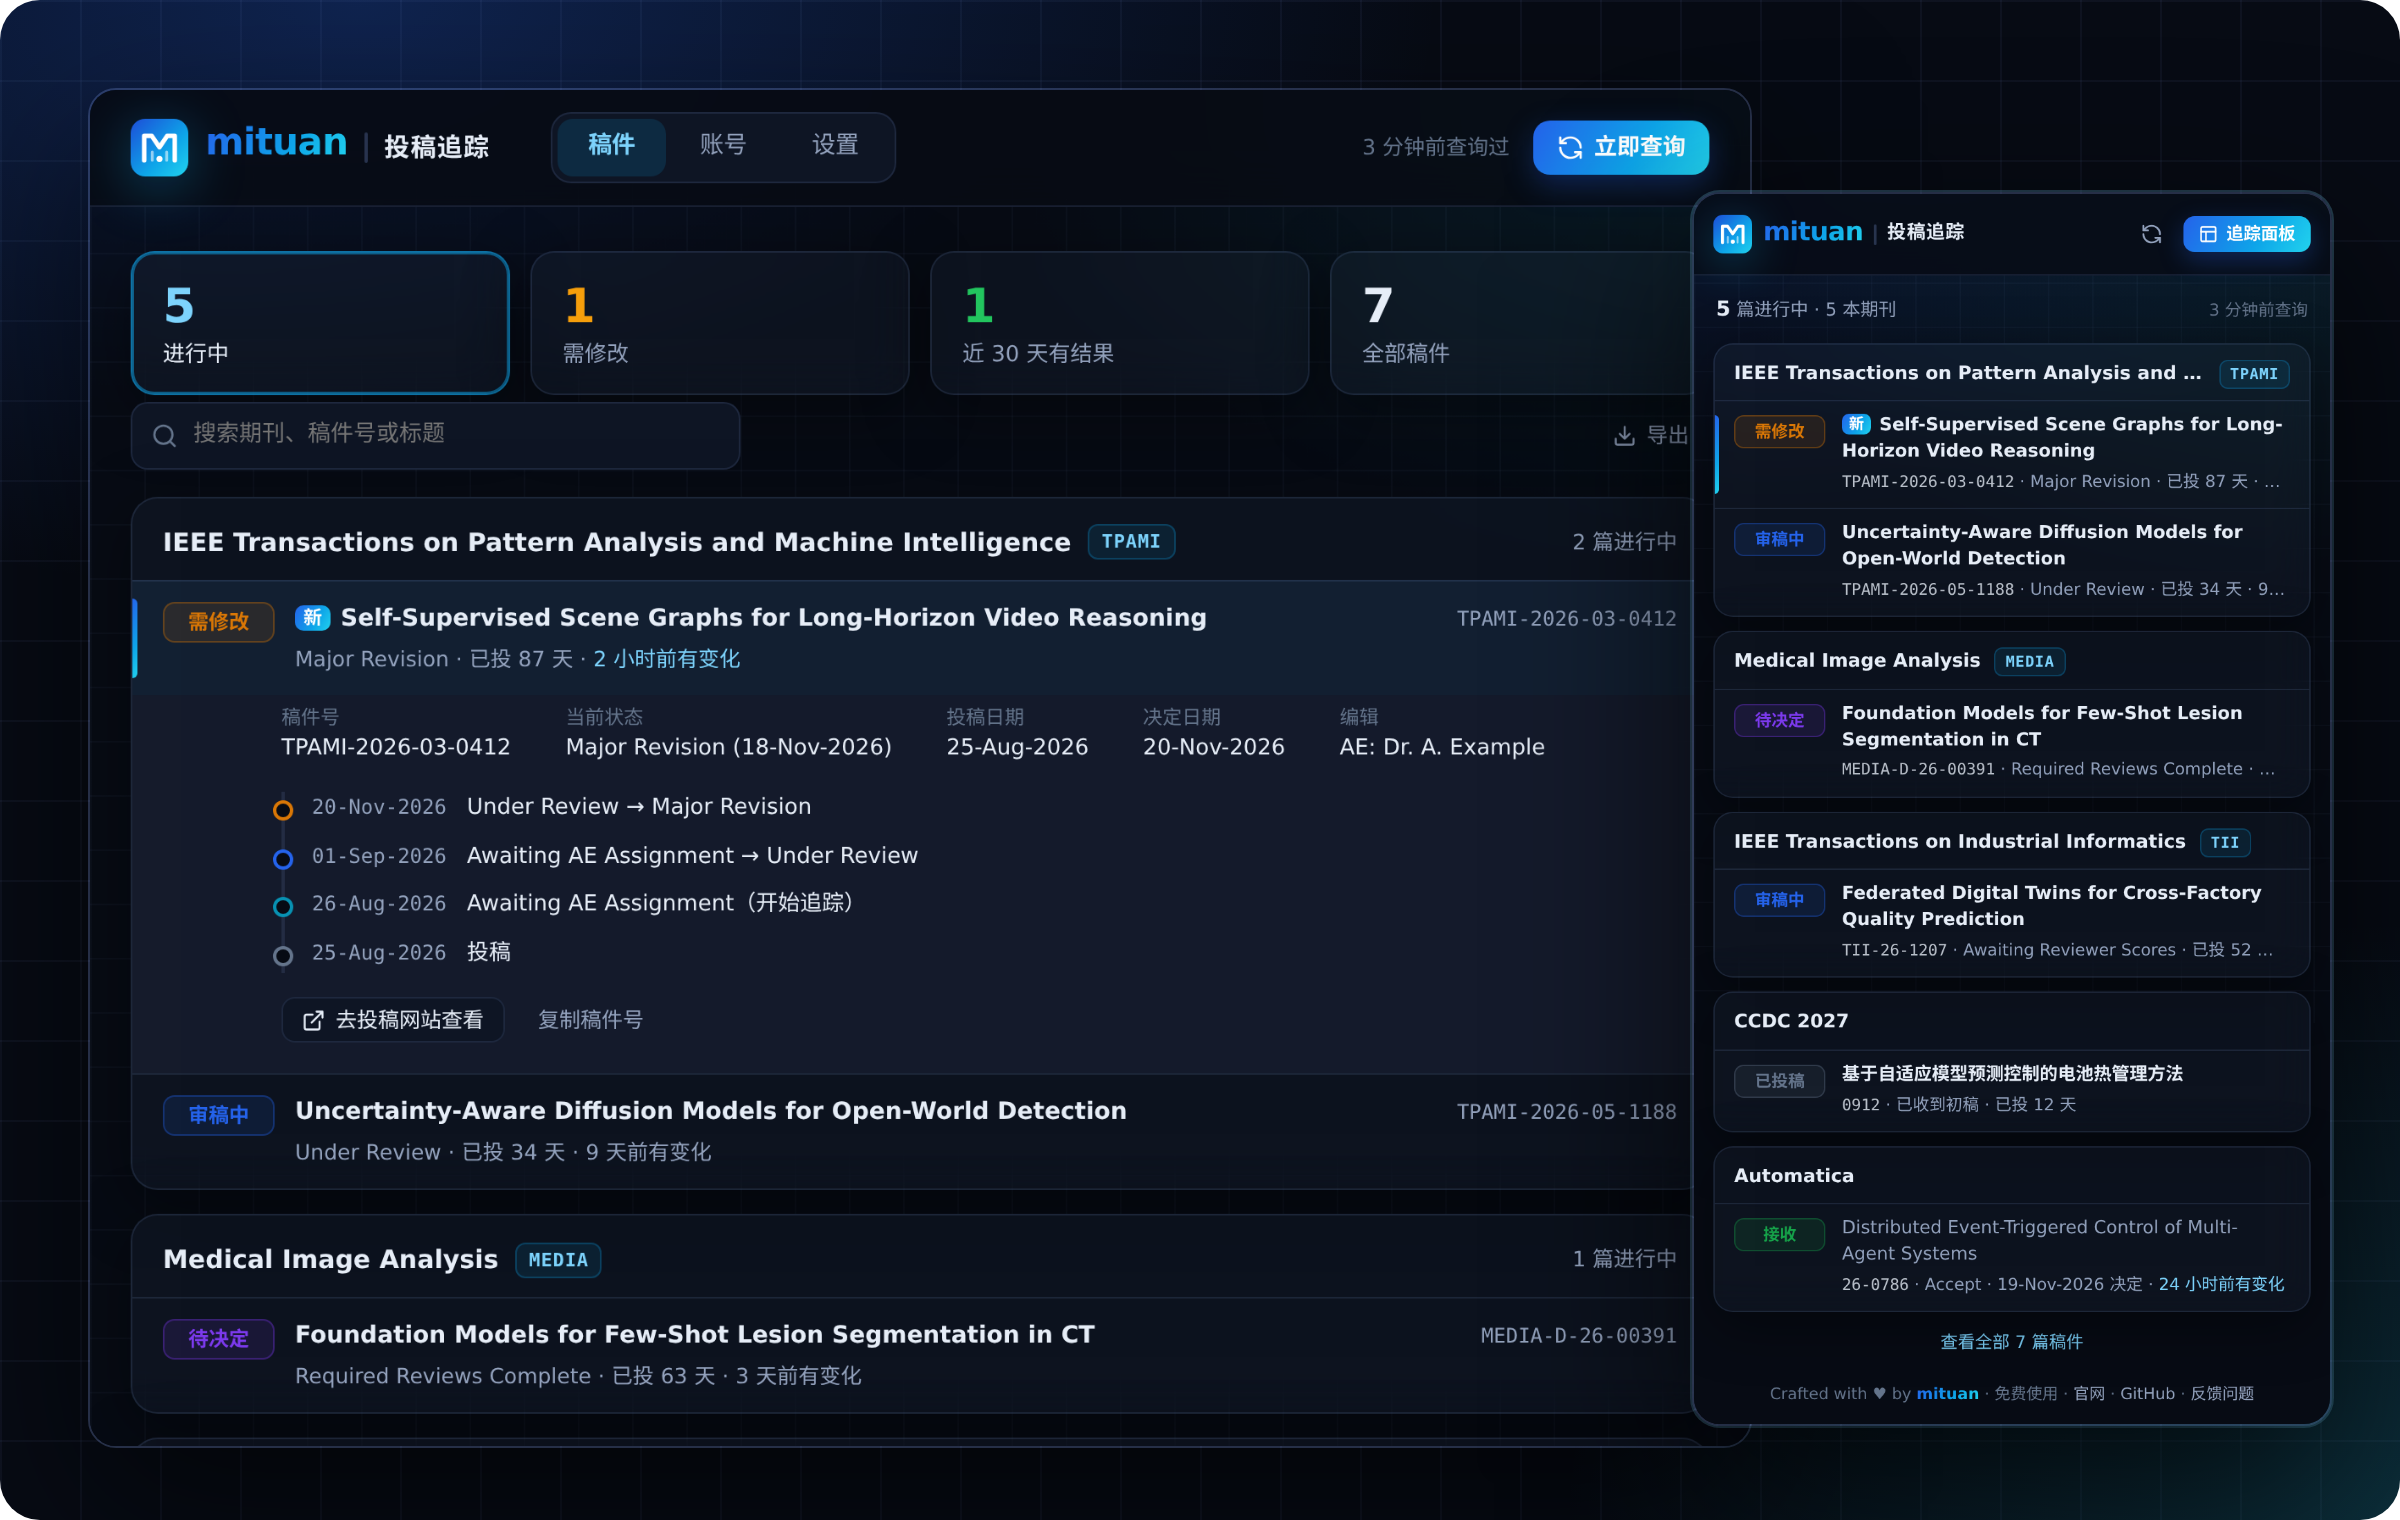 mituan | 投稿追踪
稿件 账号 设置
3 分钟前查询过 立即查询
5
进行中
1
需修改
1
近 30 天有结果
7
全部稿件
搜索期刊、稿件号或标题
导出
IEEE Transactions on Pattern Analysis and Machine Intelligence TPAMI 2 篇进行中
需修改 新 Self-Supervised Scene Graphs for Long-Horizon Video Reasoning TPAMI-2026-03-0412
Major Revision · 已投 87 天 · 2 小时前有变化
稿件号 当前状态 投稿日期 决定日期 编辑
TPAMI-2026-03-0412 Major Revision (18-Nov-2026) 25-Aug-2026 20-Nov-2026 AE: Dr. A. Example
20-Nov-2026 Under Review → Major Revision
01-Sep-2026 Awaiting AE Assignment → Under Review
26-Aug-2026 Awaiting AE Assignment（开始追踪）
25-Aug-2026 投稿
去投稿网站查看 复制稿件号
审稿中 Uncertainty-Aware Diffusion Models for Open-World Detection TPAMI-2026-05-1188
Under Review · 已投 34 天 · 9 天前有变化
Medical Image Analysis MEDIA 1 篇进行中
待决定 Foundation Models for Few-Shot Lesion Segmentation in CT MEDIA-D-26-00391
Required Reviews Complete · 已投 63 天 · 3 天前有变化
mituan | 投稿追踪 追踪面板
5 篇进行中 · 5 本期刊 3 分钟前查询
IEEE Transactions on Pattern Analysis and ... TPAMI
需修改 新 Self-Supervised Scene Graphs for Long-
Horizon Video Reasoning
TPAMI-2026-03-0412 · Major Revision · 已投 87 天 · ...
审稿中 Uncertainty-Aware Diffusion Models for
Open-World Detection
TPAMI-2026-05-1188 · Under Review · 已投 34 天 · 9...
Medical Image Analysis MEDIA
待决定 Foundation Models for Few-Shot Lesion
Segmentation in CT
MEDIA-D-26-00391 · Required Reviews Complete · ...
IEEE Transactions on Industrial Informatics TII
审稿中 Federated Digital Twins for Cross-Factory
Quality Prediction
TII-26-1207 · Awaiting Reviewer Scores · 已投 52 ...
CCDC 2027
已投稿 基于自适应模型预测控制的电池热管理方法
0912 · 已收到初稿 · 已投 12 天
Automatica
接收 Distributed Event-Triggered Control of Multi-
Agent Systems
26-0786 · Accept · 19-Nov-2026 决定 · 24 小时前有变化
查看全部 7 篇稿件
Crafted with ♥ by mituan · 免费使用 · 官网 · GitHub · 反馈问题